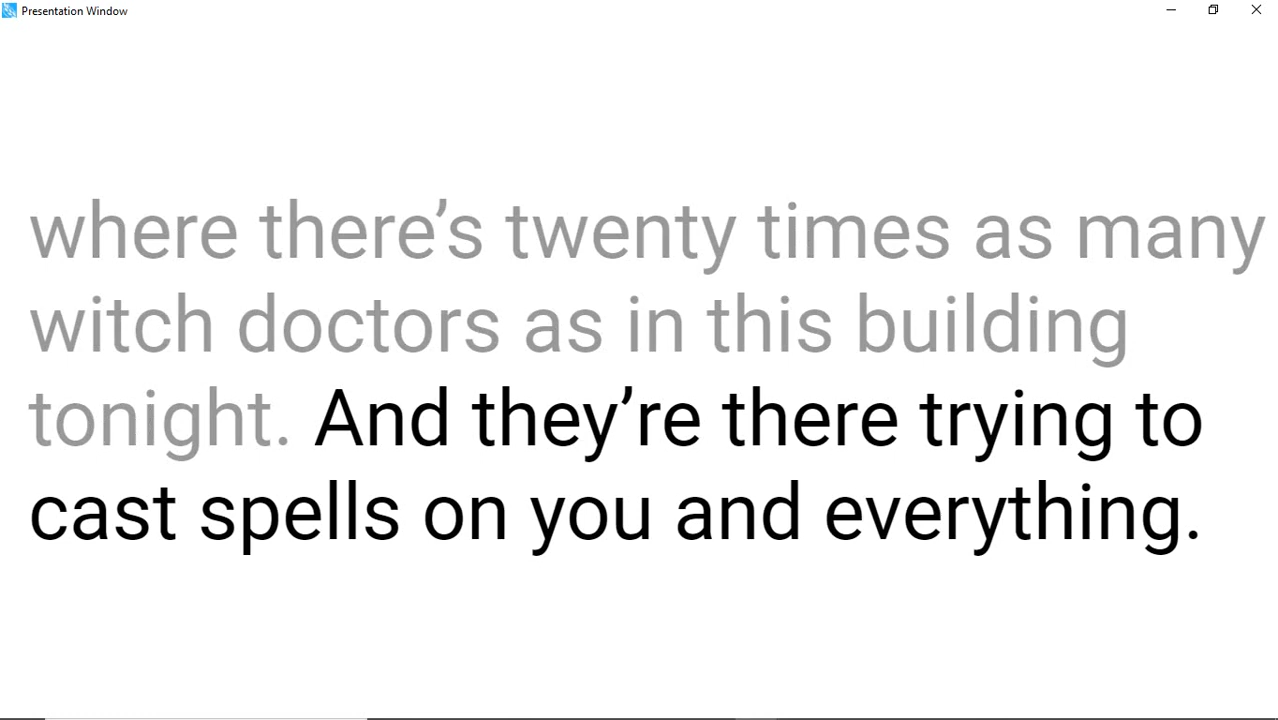 Presentation Window
where there’s twenty times as many
witch doctors as in this building
tonight. And they’re there trying to
cast spells on you and everything.